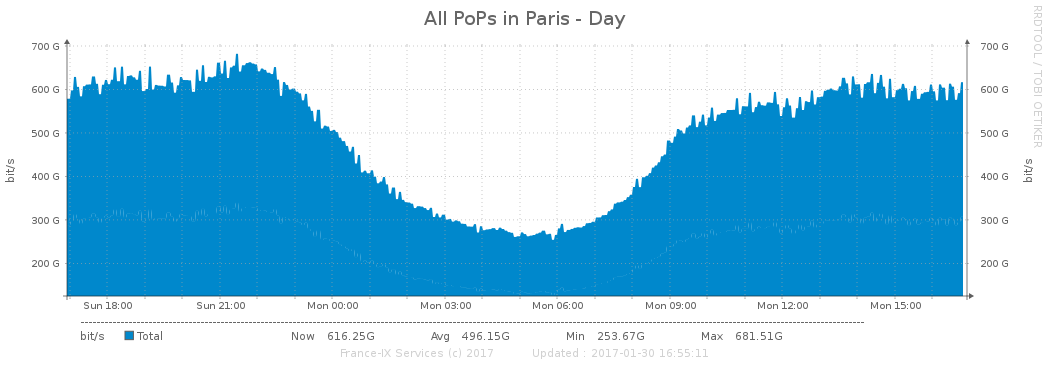 All PoPs in Paris - Day
RRDTOOL / TOBI OETIKER
700 G 700 G
600 G 600 G
500 G 500 G
400 G 400 G
300 G 300 G
200 G 200 G
bit/s bit/s
Sun 18:00 Sun 21:00 Mon 00:00 Mon 03:00 Mon 06:00 Mon 09:00 Mon 12:00 Mon 15:00
bit/s Total Now 616.25G Avg 496.15G Min 253.67G Max 681.51G
France-IX Services (c) 2017 Updated : 2017-01-30 16:55:11